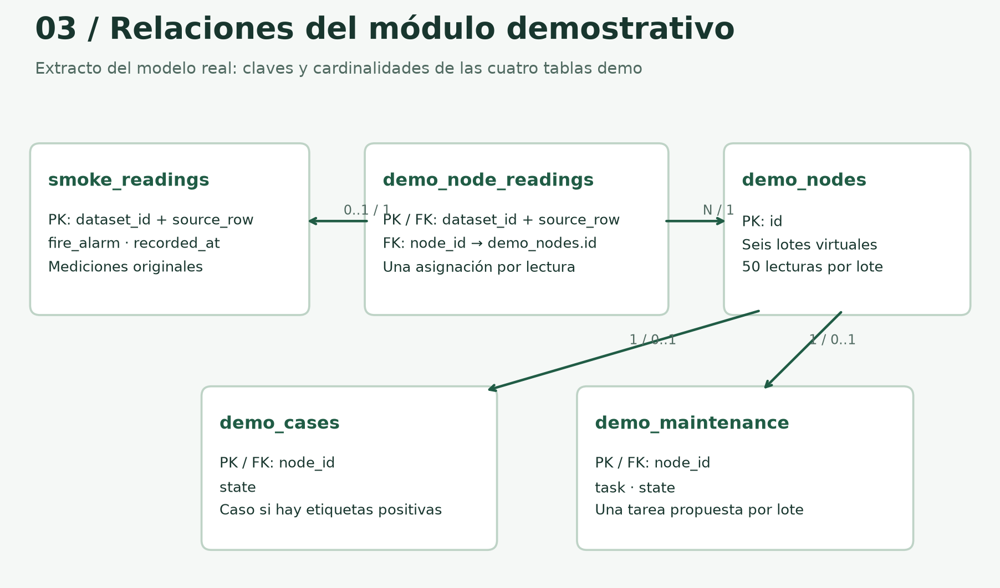 03 / Relaciones del módulo demostrativo
Extracto del modelo real: claves y cardinalidades de las cuatro tablas demo
smoke_readings
PK: dataset_id + source_row
fire_alarm · recorded_at
Mediciones originales
0..1 / 1
demo_node_readings
PK / FK: dataset_id + source_row
FK: node_id → demo_nodes.id
Una asignación por lectura
N / 1
demo_nodes
PK: id
Seis lotes virtuales
50 lecturas por lote
1 / 0..1
1 / 0..1
demo_cases
PK / FK: node_id
state
Caso si hay etiquetas positivas
demo_maintenance
PK / FK: node_id
task · state
Una tarea propuesta por lote